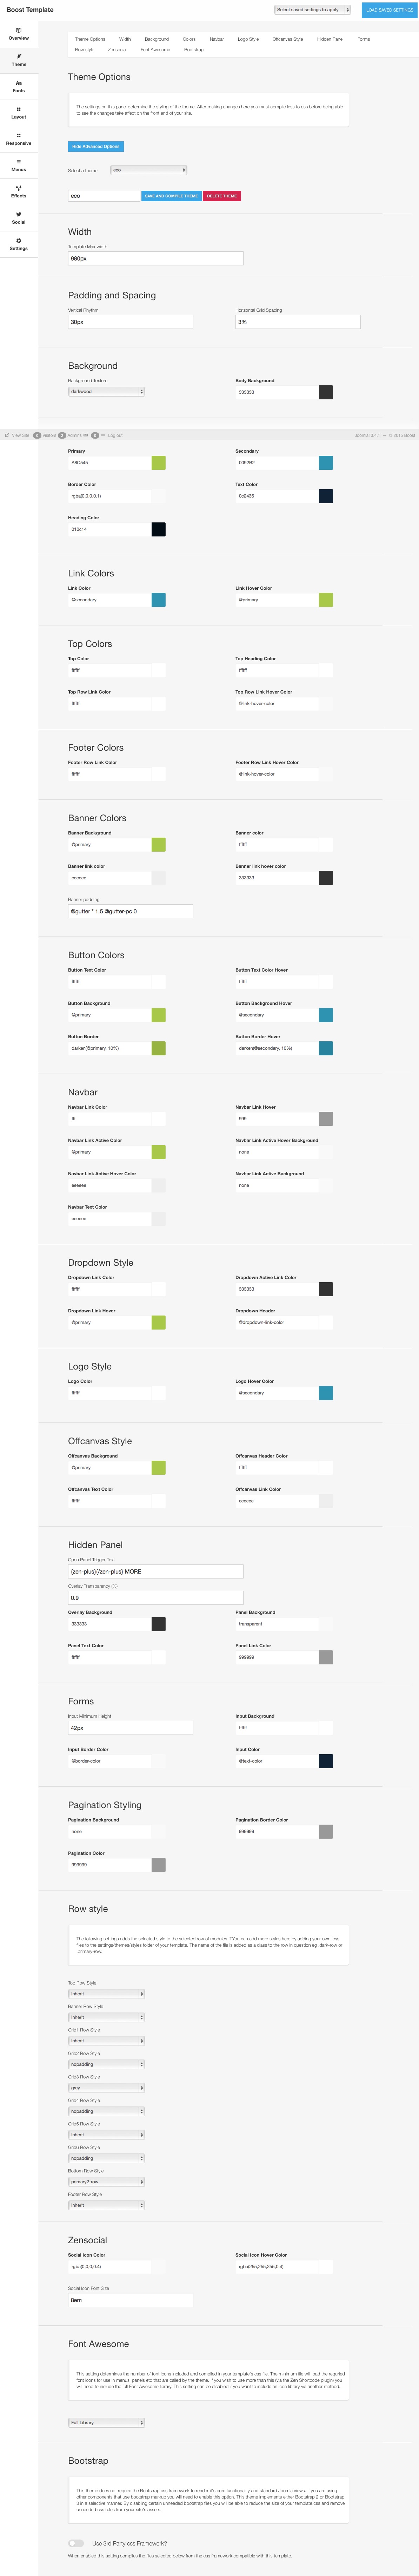 Boost Template
Select saved settings to apply
LOAD SAVED SETTINGS
Overview
Theme
Fonts
Layout
Responsive
Menus
Effects
Social
Settings
Theme Options Width Background Colors Navbar Logo Style Offcanvas Style Hidden Panel Forms
Row style Zensocial Font Awesome Bootstrap
Theme Options
The settings on this panel determine the styling of the theme. After making changes here you must compile less to css before being able
to see the changes take affect on the front end of your site.
Hide Advanced Options
Select a theme eco
eco SAVE AND COMPILE THEME DELETE THEME
Width
Template Max width
980px
Padding and Spacing
Vertical Rhythm Horizontal Grid Spacing
30px 3%
Background
Background Texture Body Background
darkwood 333333
View Site 0 Visitors Admins 0 Log out Joomla! 3.4.1 — © 2015 Boost
Primary Secondary
A8C545
Border Color Text Color
rgba(0,0,0,0.1) 0c2438
Heading Color
010c14
Link Colors
Link Color Link Hover Color
@secondary @primary
Top Colors
Top Color Top Heading Color
ffffff ffffff
Top Row Link Color Top Row Link Hover Color
ffffff @link-hover-color
Footer Colors
Footer Row Link Color Footer Row Link Hover Color
ffffff @link-hover-color
Banner Colors
Banner Background Banner color
@primary ffffff
Banner link color Banner link hover color
eeeeee 333333
Banner padding
@gutter * 1.5 @gutter-pc 0
Button Colors
Button Text Color Button Text Color Hover
ffffff ffffff
Button Background Button Background Hover
@primary @secondary
Button Border Button Border Hover
darken(@primary, 10%) darken(@secondary, 10%)
Navbar
Navbar Link Color Navbar Link Hover
fff 999
Navbar Link Active Color Navbar Link Active Hover Background
@primary none
Navbar Link Active Hover Color Navbar Link Active Background
eeeeee none
Navbar Text Color
eeeeee
Dropdown Style
Dropdown Link Color Dropdown Active Link Color
ffffff 333333
Dropdown Link Hover Dropdown Header
@primary @dropdown-link-color
Logo Style
Logo Color Logo Hover Color
ffffff @secondary
Offcanvas Style
Offcanvas Background Offcanvas Header Color
@primary ffffff
Offcanvas Text Color Offcanvas Link Color
ffffff eeeeee
Hidden Panel
Open Panel Trigger Text
{zen-plus}{/zen-plus} MORE
Overlay Transparency (%)
0.9
Overlay Background Panel Background
333333 transparent
Panel Text Color Panel Link Color
ffffff 999999
Forms
Input Minimum Height Input Background
42px ffffff
Input Border Color Input Color
@border-color @text-color
Pagination Styling
Pagination Background Pagination Border Color
none 999999
Pagination Color
999999
Row style
The following settings adds the selected style to the selected row of modules. TYou can add more styles here by adding your own less
files to the settings/themes/styles folder of your template. The name of the file is added as a class to the row in question eg .dark-row or
.primary-row.
Top Row Style
Inherit
Banner Row Style
Inherit
Grid1 Row Style
Inherit
Grid2 Row Style
nopadding
Grid3 Row Style
grey
Grid4 Row Style
nopadding
Grid5 Row Style
Inherit
Grid6 Row Style
nopadding
Bottom Row Style
primary2-row
Footer Row Style
Inherit
Zensocial
Social Icon Color Social Icon Hover Color
rgba(0,0,0,0.4) rgba(255,255,255,0.4)
Social Icon Font Size
8em
Font Awesome
This setting determines the number of font icons included and compiled in your template's css file. The minimum file will load the required
font icons for use in menus, panels etc that are called by the theme. If you wish to use more than this (via the Zen Shortcode plugin) you
will need to include the full Font Awesome library. This setting can be disabled if you want to include an icon library via another method.
Full Library
Bootstrap
This theme does not require the Bootstrap css framework to render it's core functionality and standard Joomla views. If you are using
other components that use bootstrap markup you will need to enable this option. This theme implements either Bootstrap 2 or Bootstrap
3 in a selective manner. By disabling certain unneeded bootstrap files you will be able to reduce the size of your template.css and remove
unneeded css rules from your site's assets.
Use 3rd Party css Framework?
When enabled this setting compiles the files selected below from the css framework compatible with this template.